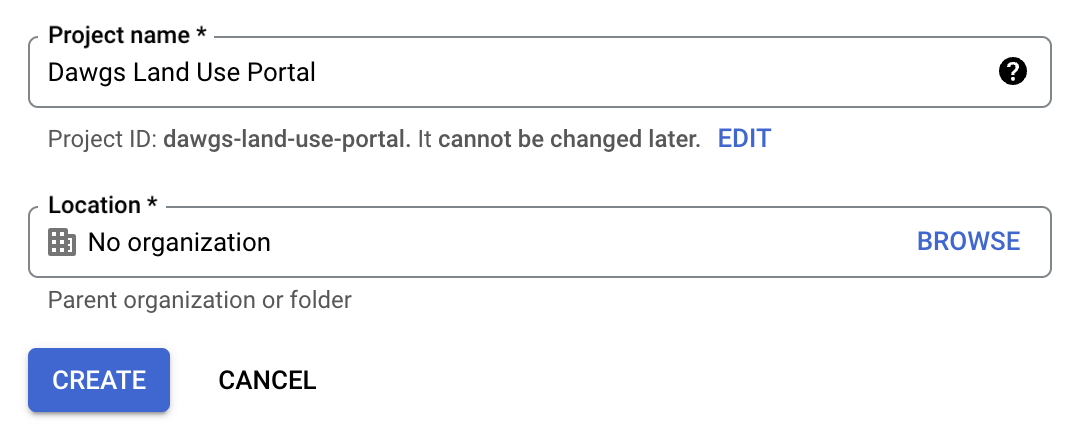 Project name *
Dawgs Land Use Portal
Project ID: dawgs-land-use-portal. It cannot be changed later. EDIT
Location *
No organization BROWSE
Parent organization or folder
CREATE CANCEL